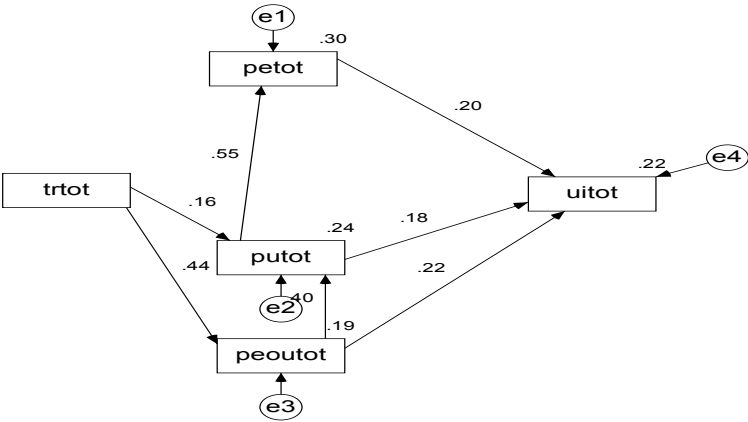 e1
.30
petot
.20
.55
e4
.22
trtot
uitot
.16
.18
.24
putot
.44
.22
.40
e2
.19
peoutot
e3